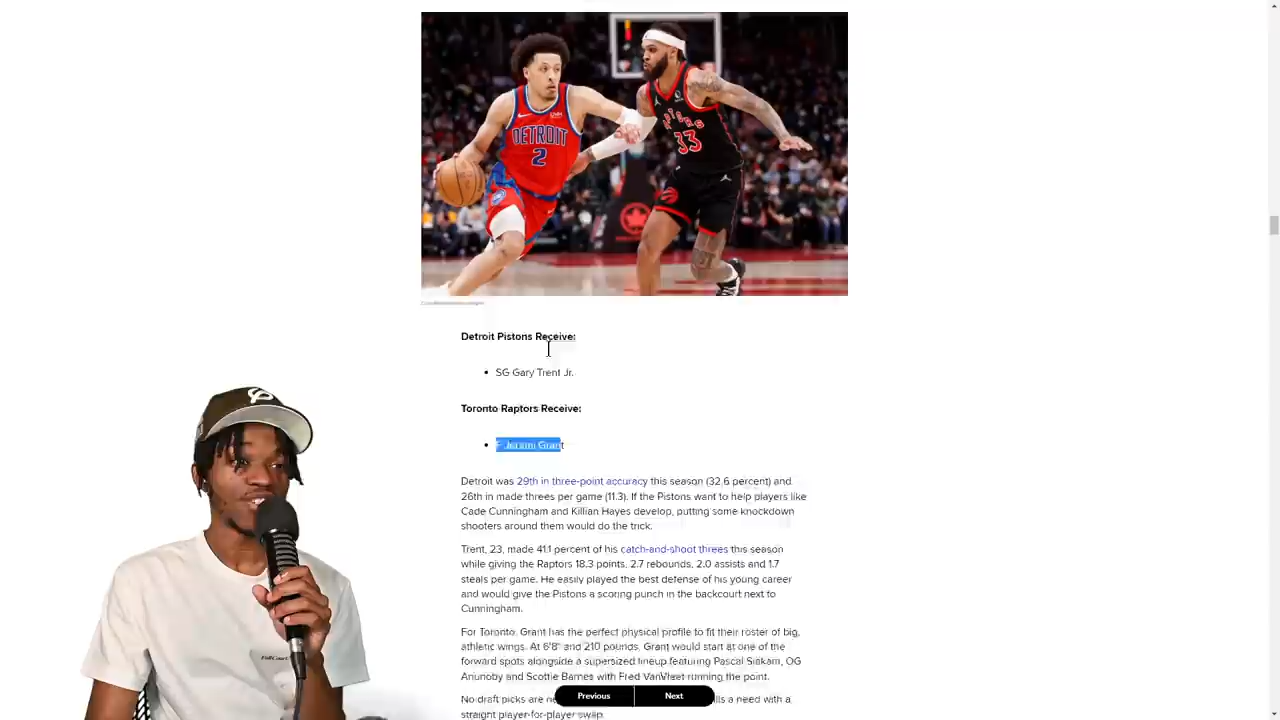 DETROIT
2
RAPTORS
33
Detroit Pistons Receive:
• SG Gary Trent Jr.
Toronto Raptors Receive:
Grant
Detroit was 29th in three-point accuracy this season (32.6 percent) and
26th in made threes per game (11.3). If the Pistons want to help players like
Cade Cunningham and Killian Hayes develop, putting some knockdown
shooters around them would do the trick.
Trent, 23, made 41.1 percent of his catch-and-shoot threes this season
while giving the Raptors 18.3 points, 2.7 rebounds, 2.0 assists and 1.7
steals per game. He easily played the best defense of his young career
and would give the Pistons a scoring punch in the backcourt next to
Cunningham.
For Toronto, Grant has the perfect physical profile to fit their roster of big,
athletic wings. At 6'8" and 210 pounds, Grant would start at one of the
forward spots alongside a supersized lineup featuring Pascal Siakam, OG
Anunoby and Scottie Barnes with Fred VanVleet running the point.
No draft picks are ne
lls a need with a
straight player-for-player swap.
Previous
Next